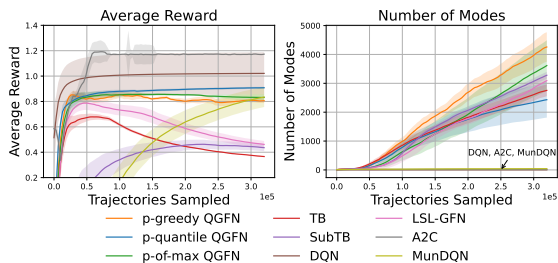 Average Reward
Average Reward
1.4
1.2
1.0
0.8
0.6
0.4
0.2
0.0 0.5 1.0 1.5 2.0 2.5 3.0
1e5
Trajectories Sampled
Number of Modes
Number of Modes
5000
4000
3000
2000
1000
0
DQN, A2C, MunDQN
0.0 0.5 1.0 1.5 2.0 2.5 3.0
1e5
Trajectories Sampled
p-greedy QGFN TB LSL-GFN
p-quantile QGFN SubTB A2C
p-of-max QGFN DQN MunDQN